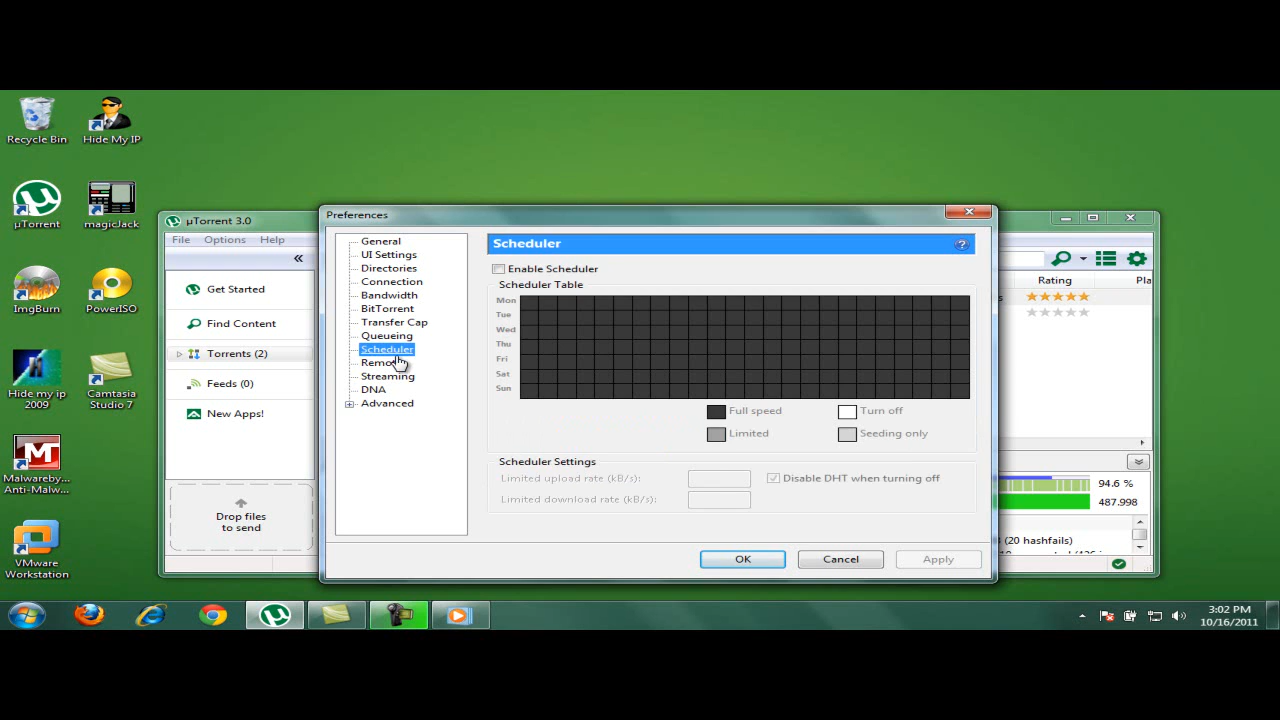 Recycle Bin
Hide My IP
µTorrent
magicJack
ImgBurn
PowerISO
Hide my ip
2009
Camtasia
Studio 7
Malwareby...
Anti-Malw...
VMware
Workstation
µTorrent 3.0
File Options Help
«
Get Started
Find Content
Torrents (2)
Feeds (0)
New Apps!
Drop files
to send
Preferences
General
UI Settings
Directories
Connection
Bandwidth
BitTorrent
Transfer Cap
Queueing
Scheduler
Streaming
DNA
Advanced
Scheduler
?
Enable Scheduler
Scheduler Table
Mon
Tue
Wed
Thu
Fri
Sat
Sun
Full speed
Turn off
Limited
Seeding only
Scheduler Settings
Limited upload rate (kB/s):
Disable DHT when turning off
Limited download rate (kB/s):
OK
Cancel
Apply
Rating
94.6 %
487.998
(20 hashfails)
3:02 PM
10/16/2011